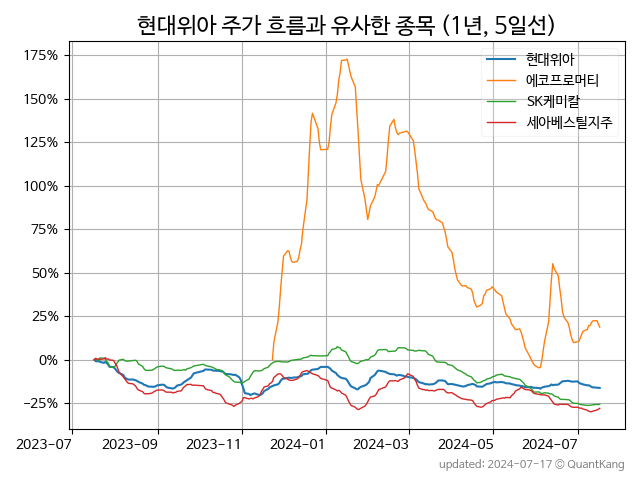 현대위아 주가 흐름과 유사한 종목 (1년, 5일선)
175%
150%
125%
100%
75%
50%
25%
0%
−25%
현대위아
에코프로머티
SK케미칼
세아베스틸지주
2023-07
2023-09
2023-11
2024-01
2024-03
2024-05
2024-07
updated: 2024-07-17 © QuantKang